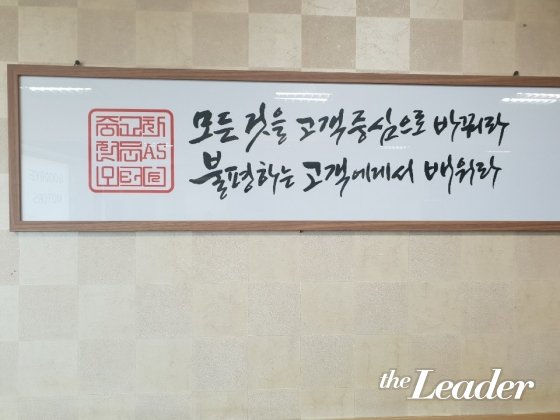 모든 것을 고객중심으로 바꿔라
불평하는 고객에게서 배워라
AS
the Leader